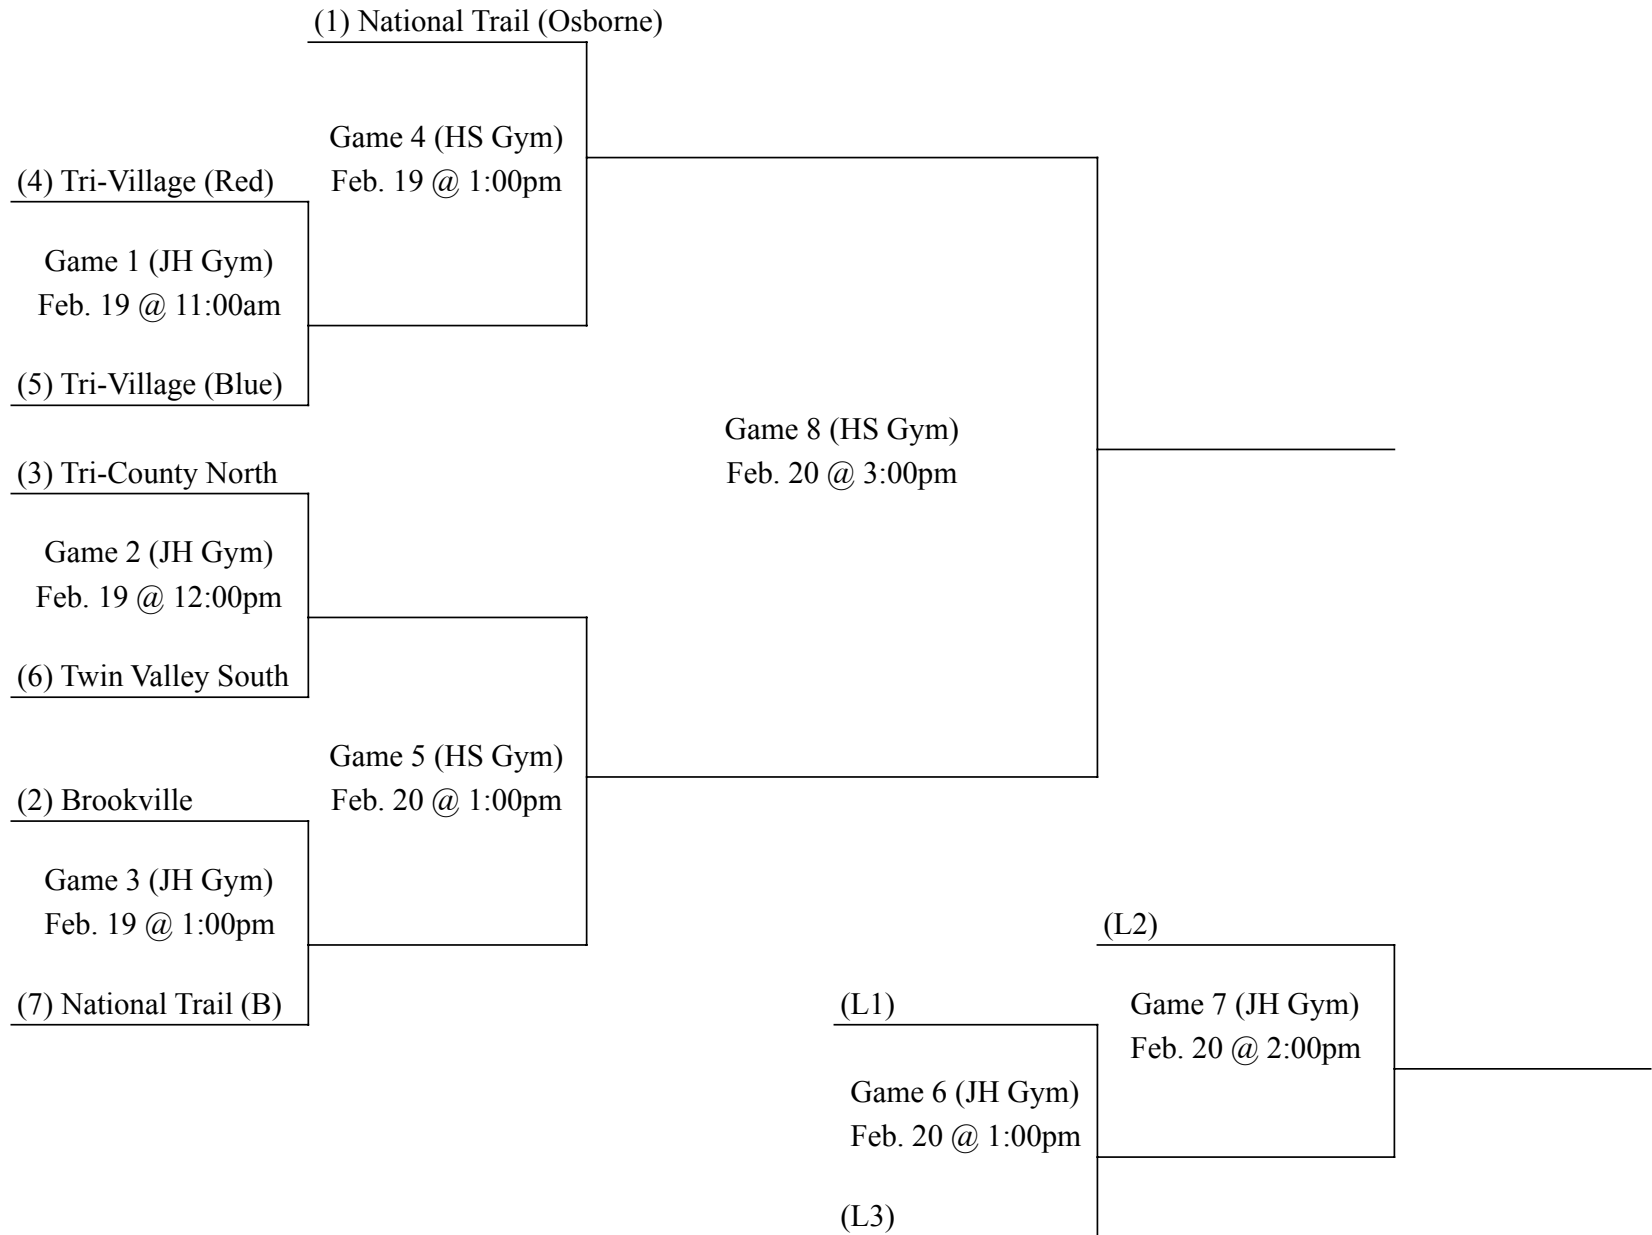 (1) National Trail (Osborne)
Game 4 (HS Gym)
Feb. 19 @ 1:00pm
(4) Tri-Village (Red)
Game 1 (JH Gym)
Feb. 19 @ 11:00am
(5) Tri-Village (Blue)
Game 8 (HS Gym)
Feb. 20 @ 3:00pm
(3) Tri-County North
Game 2 (JH Gym)
Feb. 19 @ 12:00pm
(6) Twin Valley South
Game 5 (HS Gym)
Feb. 20 @ 1:00pm
(2) Brookville
Game 3 (JH Gym)
Feb. 19 @ 1:00pm
(7) National Trail (B)
(L2)
Game 7 (JH Gym)
Feb. 20 @ 2:00pm
(L1)
Game 6 (JH Gym)
Feb. 20 @ 1:00pm
(L3)